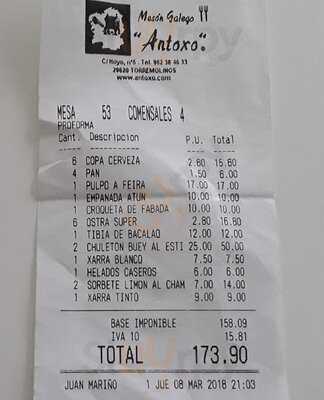 Mesón Galego
"Antoxo"
C/Hoyo, nº6 . Tel. 952 38 45 33
29620 TORREMOLINOS
www.antoxo.com
MESA 53 COMENSALES 4
PROFORMA
Cant. Descripcion P.U. Total
6 COPA CERVEZA 2.80 16.80
4 PAN 1.50 6.00
1 PULPO A FEIRA 17.00 17.00
1 EMPANADA ATUN 10.00 10.00
1 CROQUETA DE FABADA 10.00 10.00
6 OSTRA SUPER 2.80 16.80
1 TIBIA DE BACALAO 12.00 12.00
2 CHULETON BUEY AL ESTI 25.00 50.00
1 XARRA BLANCO 7.50 7.50
1 HELADOS CASEROS 6.00 6.00
2 SORBETE LIMON AL CHAM 7.00 14.00
1 XARRA TINTO 9.00 9.00
BASE IMPONIBLE 158.09
IVA 10 15.81
TOTAL 173.90
JUAN MARIÑO 1 JUE 08 MAR 2018 21:03